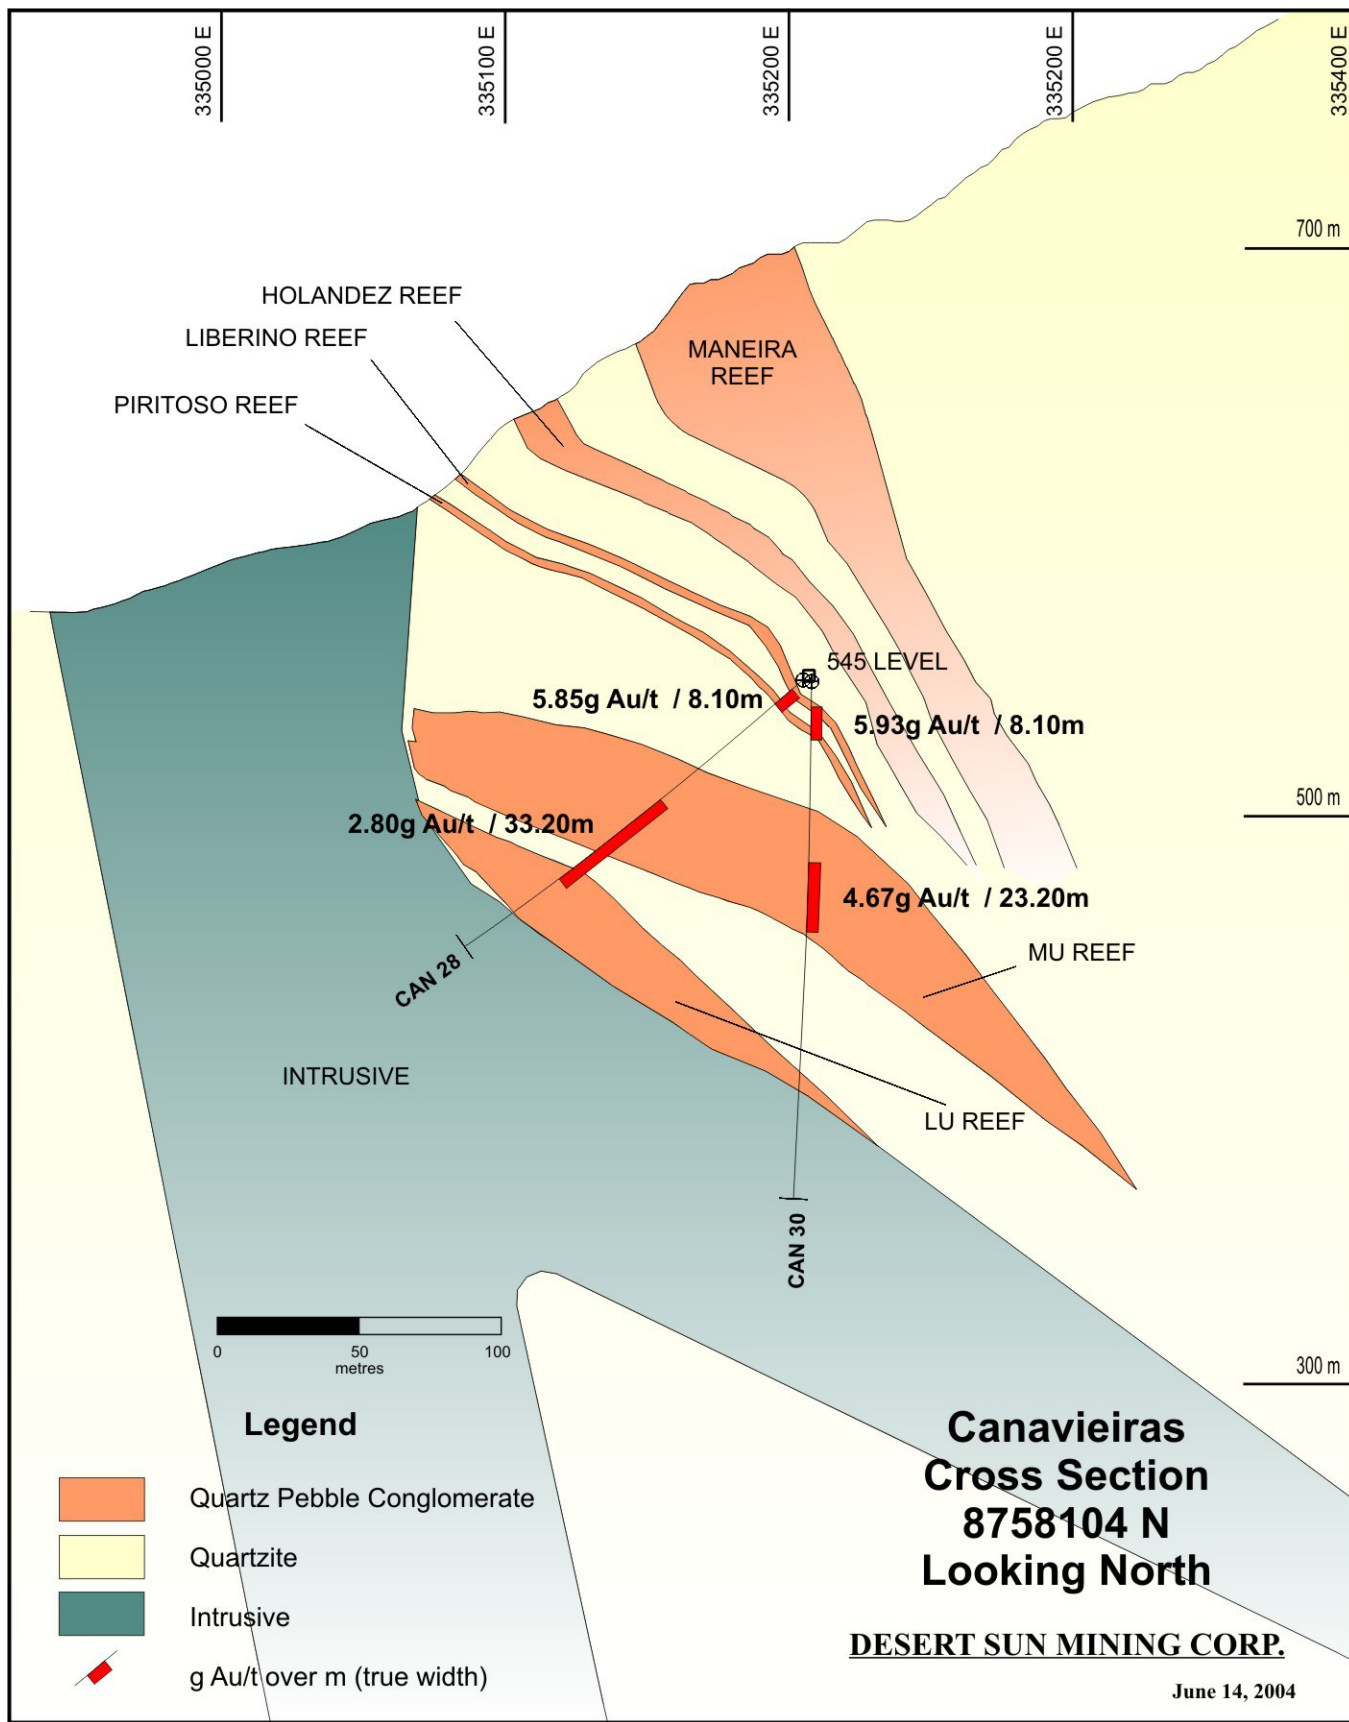 335000 E
335100 E
335200 E
335200 E
335400 E
700 m
HOLANDEZ REEF
LIBERINO REEF
PIRITOSO REEF
MANEIRA
REEF
545 LEVEL
5.85g Au/t / 8.10m
5.93g Au/t / 8.10m
500 m
2.80g Au/t / 33.20m
4.67g Au/t / 23.20m
MU REEF
CAN 28
INTRUSIVE
LU REEF
CAN 30
0 50 100
metres
300 m
Legend
Quartz Pebble Conglomerate
Quartzite
Intrusive
g Au/t over m (true width)
Canavieiras
Cross Section
8758104 N
Looking North
DESERT SUN MINING CORP.
June 14, 2004